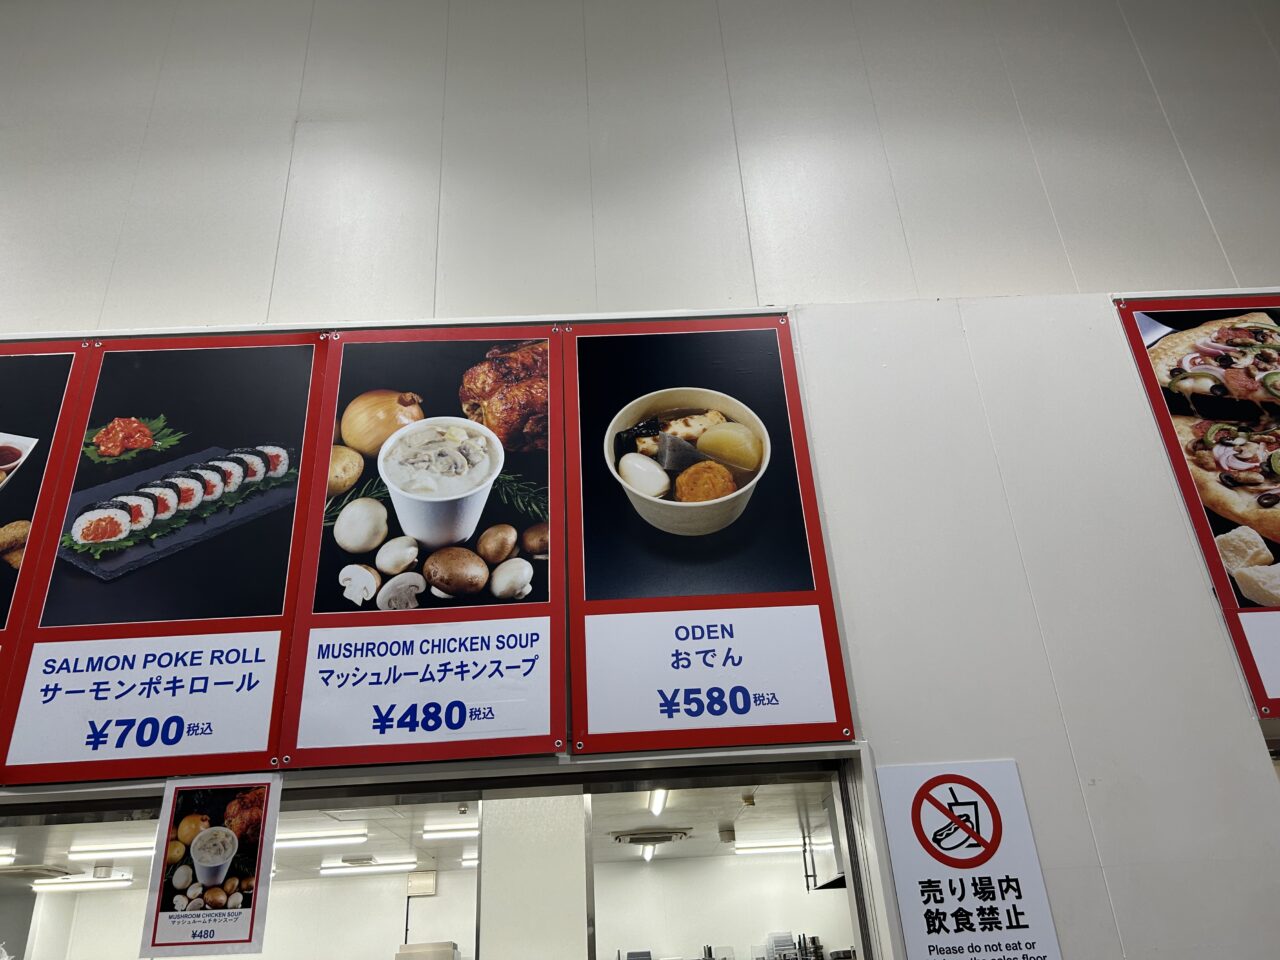 SALMON POKE ROLL
サーモンポキロール
¥700税込
MUSHROOM CHICKEN SOUP
マッシュルームチキンスープ
¥480税込
ODEN
おでん
¥580税込
MUSHROOM CHICKEN SOUP
マッシュルームチキンスープ
¥480
売り場内
飲食禁止
Please do not eat or
the sales floor